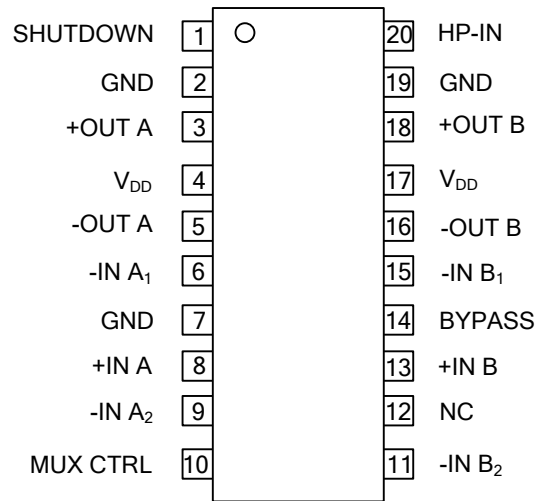 SHUTDOWN 1 20 HP-IN
GND 2 19 GND
+OUT A 3 18 +OUT B
V_DD 4 17 V_DD
-OUT A 5 16 -OUT B
-IN A₁ 6 15 -IN B₁
GND 7 14 BYPASS
+IN A 8 13 +IN B
-IN A₂ 9 12 NC
MUX CTRL 10 11 -IN B₂